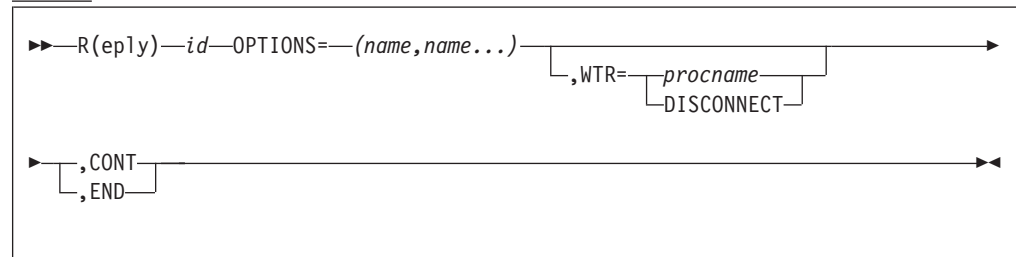 R(eply) id OPTIONS= (name,name...)
,WTR= procname
DISCONNECT
,CONT
,END